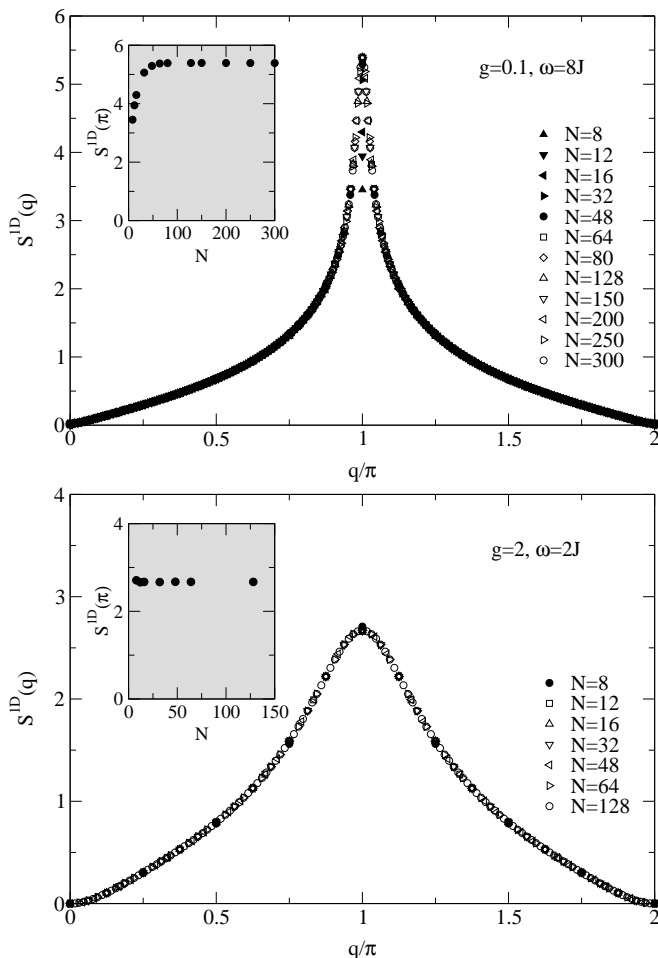 6
5
4
3
2
1
0
S^1D(q)
0
0.5
1
1.5
2
q/π
g=0.1, ω=8J
N=8
N=12
N=16
N=32
N=48
N=64
N=80
N=128
N=150
N=200
N=250
N=300
6
4
2
0
S^1D(π)
0
100
200
300
N
4
3
2
1
0
S^1D(q)
0
0.5
1
1.5
2
q/π
g=2, ω=2J
N=8
N=12
N=16
N=32
N=48
N=64
N=128
4
2
0
S^1D(π)
0
50
100
150
N